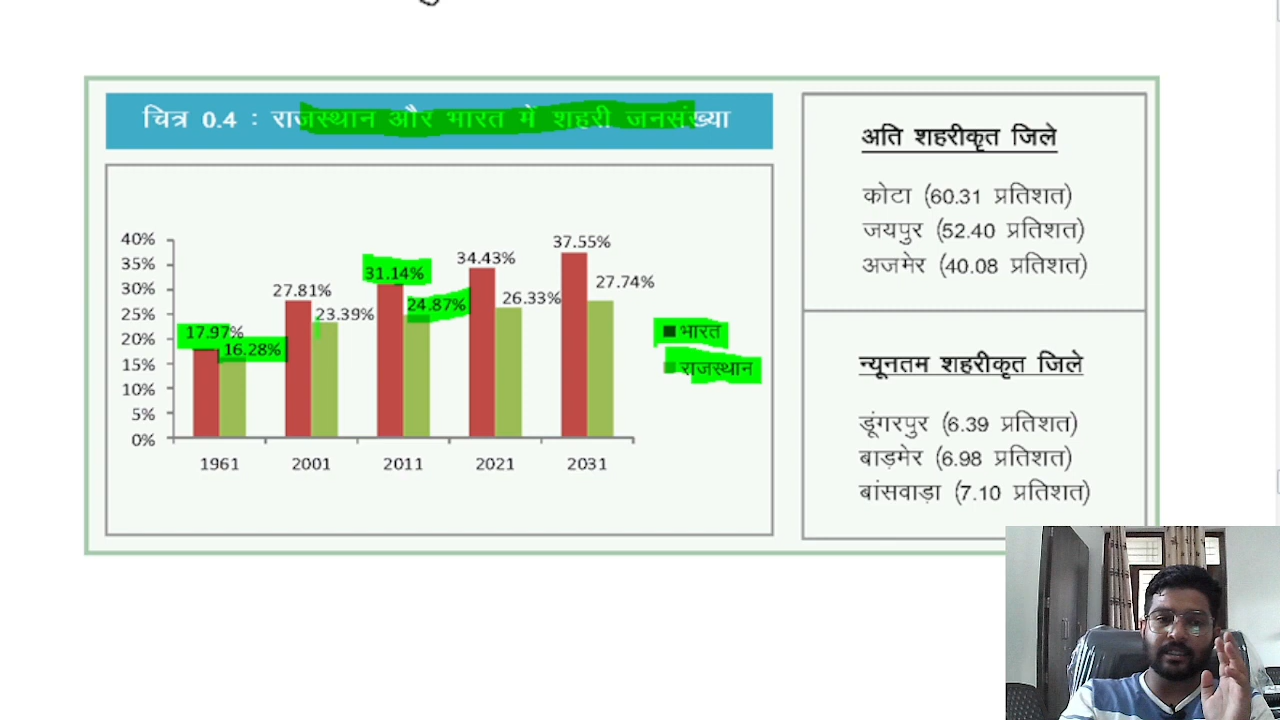 चित्र 0.4 : राजस्थान और भारत में शहरी जनसंख्या
40%
35%
30%
25%
20%
15%
10%
5%
0%
17.97%
16.28%
27.81%
23.39%
31.14%
24.87%
34.43%
26.33%
37.55%
27.74%
1961 2001 2011 2021 2031
भारत
राजस्थान
अति शहरीकृत जिले
कोटा (60.31 प्रतिशत)
जयपुर (52.40 प्रतिशत)
अजमेर (40.08 प्रतिशत)
न्यूनतम शहरीकृत जिले
डूंगरपुर (6.39 प्रतिशत)
बाड़मेर (6.98 प्रतिशत)
बांसवाड़ा (7.10 प्रतिशत)